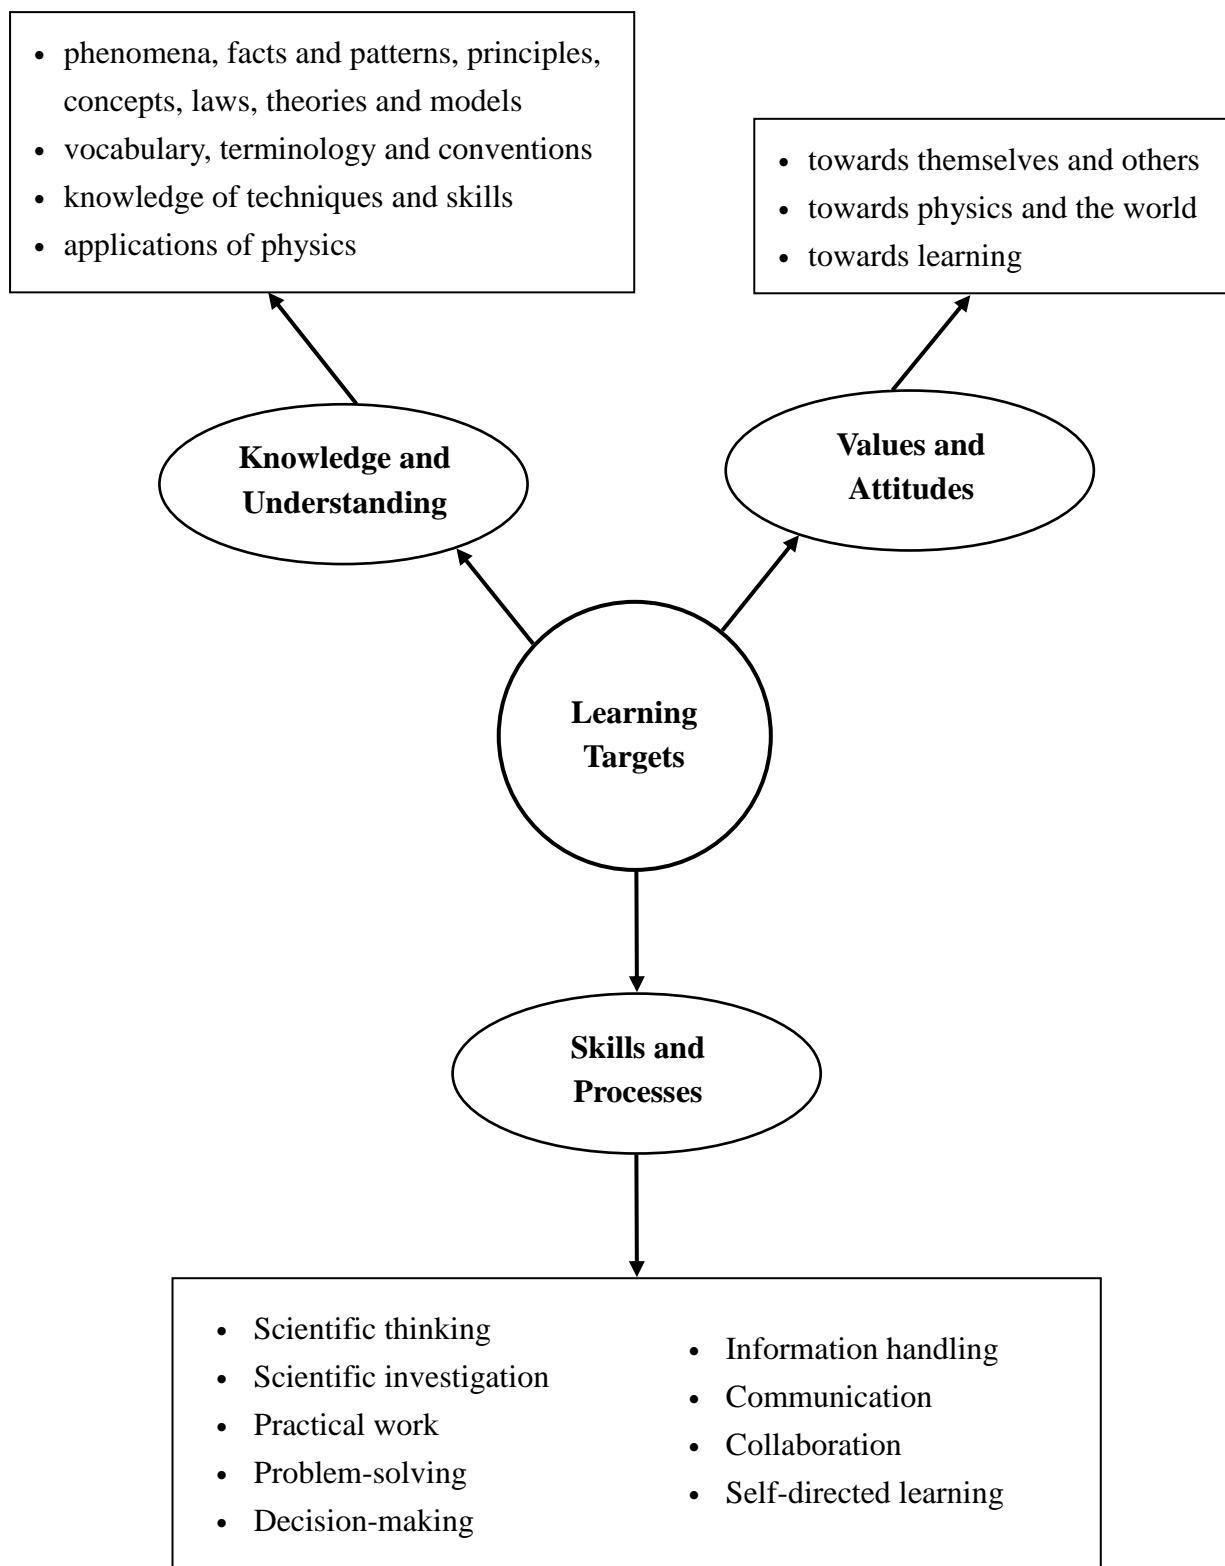 • phenomena, facts and patterns, principles,
concepts, laws, theories and models
• vocabulary, terminology and conventions
• knowledge of techniques and skills
• applications of physics
• towards themselves and others
• towards physics and the world
• towards learning
Knowledge and
Understanding
Values and
Attitudes
Learning
Targets
Skills and
Processes
• Scientific thinking
• Scientific investigation
• Practical work
• Problem-solving
• Decision-making
• Information handling
• Communication
• Collaboration
• Self-directed learning